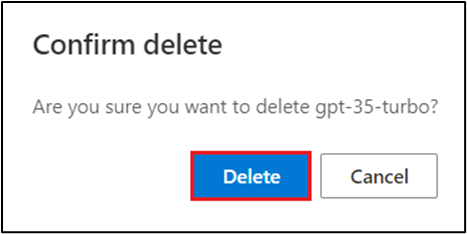 Confirm delete
Are you sure you want to delete gpt-35-turbo?
Delete Cancel